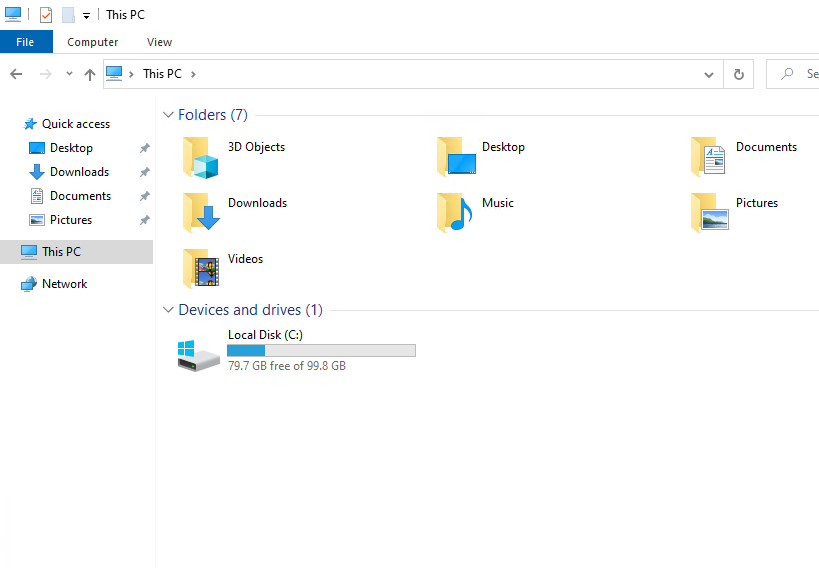 This PC
File Computer View
This PC
Se
Quick access
Desktop
Downloads
Documents
Pictures
This PC
Network
Folders (7)
3D Objects
Desktop
Documents
Downloads
Music
Pictures
Videos
Devices and drives (1)
Local Disk (C:)
79.7 GB free of 99.8 GB